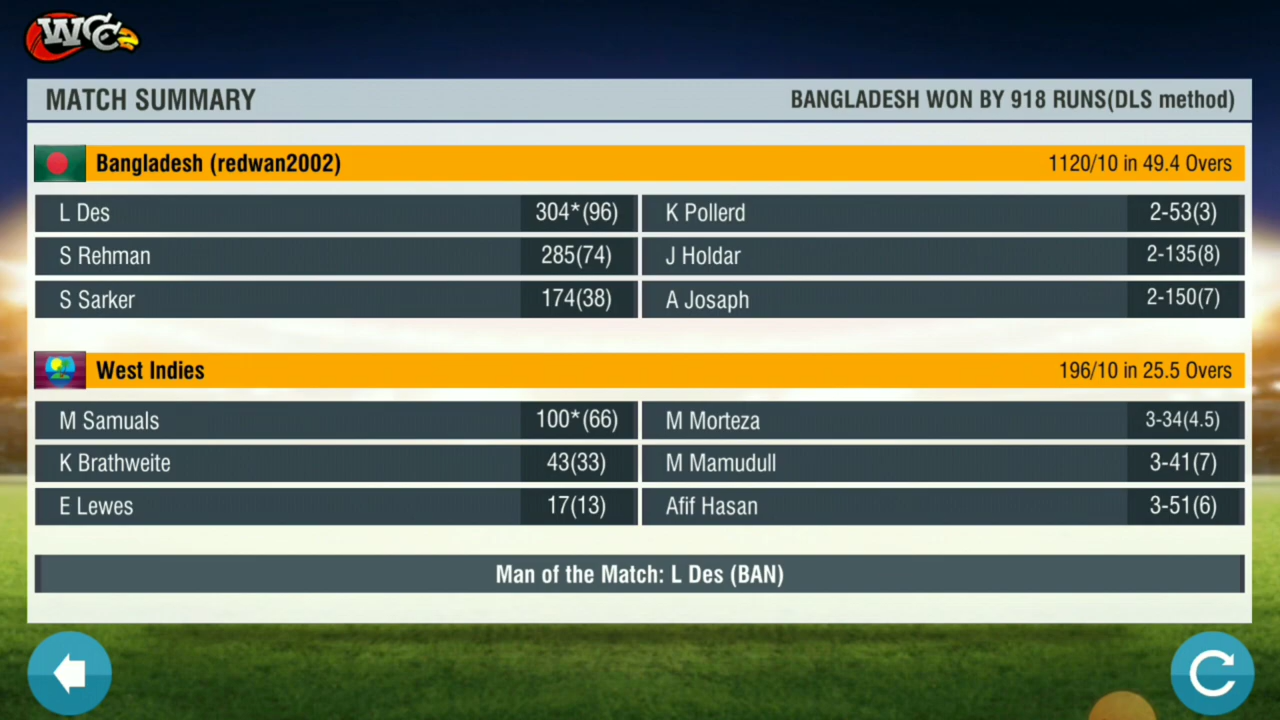 WCC
MATCH SUMMARY BANGLADESH WON BY 918 RUNS(DLS method)
Bangladesh (redwan2002) 1120/10 in 49.4 Overs
L Des 304*(96) K Pollerd 2-53(3)
S Rehman 285(74) J Holdar 2-135(8)
S Sarker 174(38) A Josaph 2-150(7)
West Indies 196/10 in 25.5 Overs
M Samuals 100*(66) M Morteza 3-34(4.5)
K Brathweite 43(33) M Mamudull 3-41(7)
E Lewes 17(13) Afif Hasan 3-51(6)
Man of the Match: L Des (BAN)